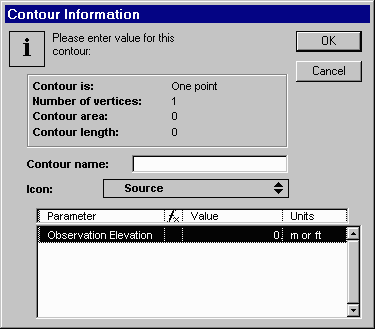 Contour Information
i
Please enter value for this
contour:
OK
Cancel
Contour is: One point
Number of vertices: 1
Contour area: 0
Contour length: 0
Contour name:
Icon: Source
Parameter fx Value Units
Observation Elevation 0 m or ft